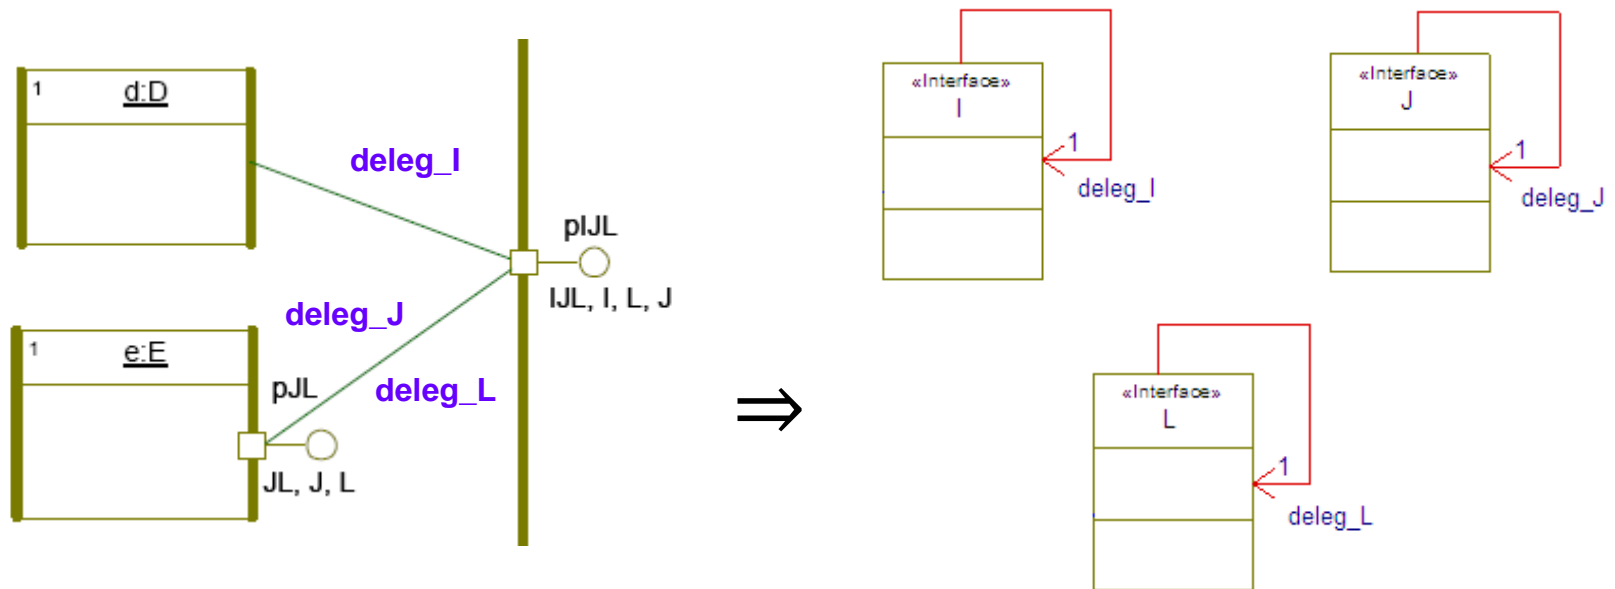 1
d:D
deleg_I
pIJL
IJL, I, L, J
deleg_J
1
e:E
pJL
deleg_L
JL, J, L
⇒
«Interface»
I
1
deleg_I
«Interface»
J
1
deleg_J
«Interface»
L
1
deleg_L